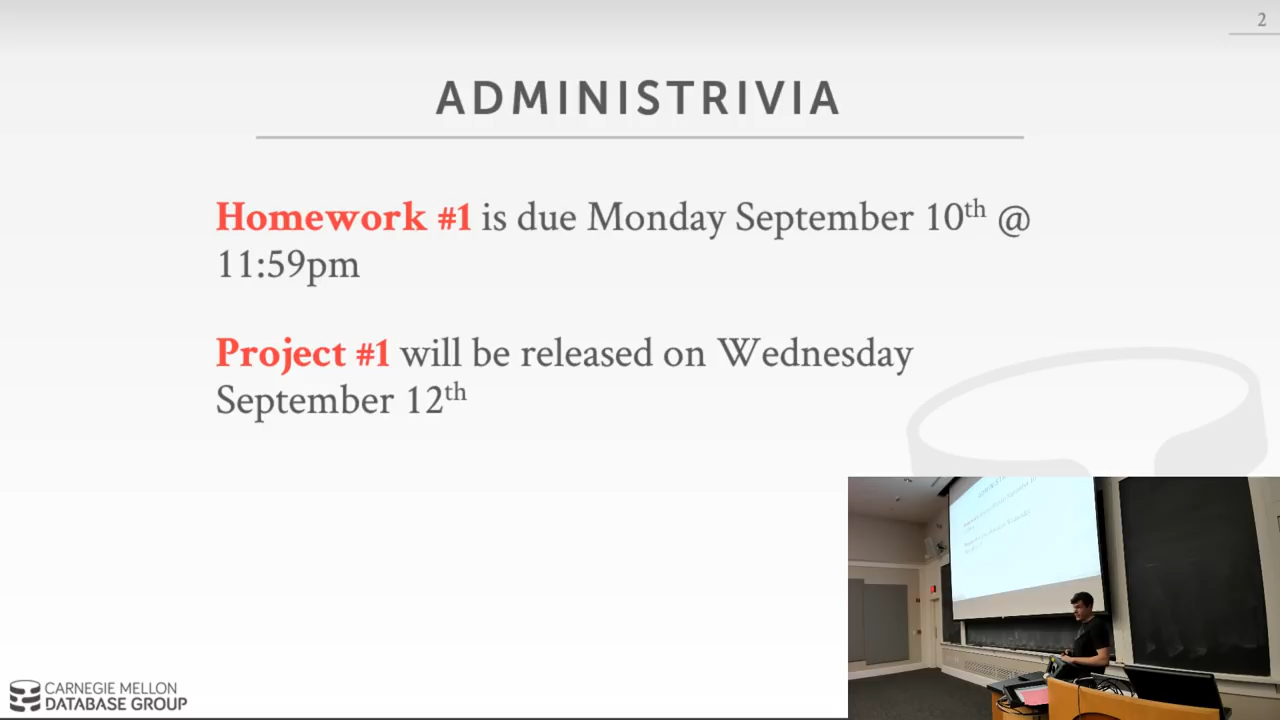 2
ADMINISTRIVIA
Homework #1 is due Monday September 10th @
11:59pm
Project #1 will be released on Wednesday
September 12th
CARNEGIE MELLON
DATABASE GROUP